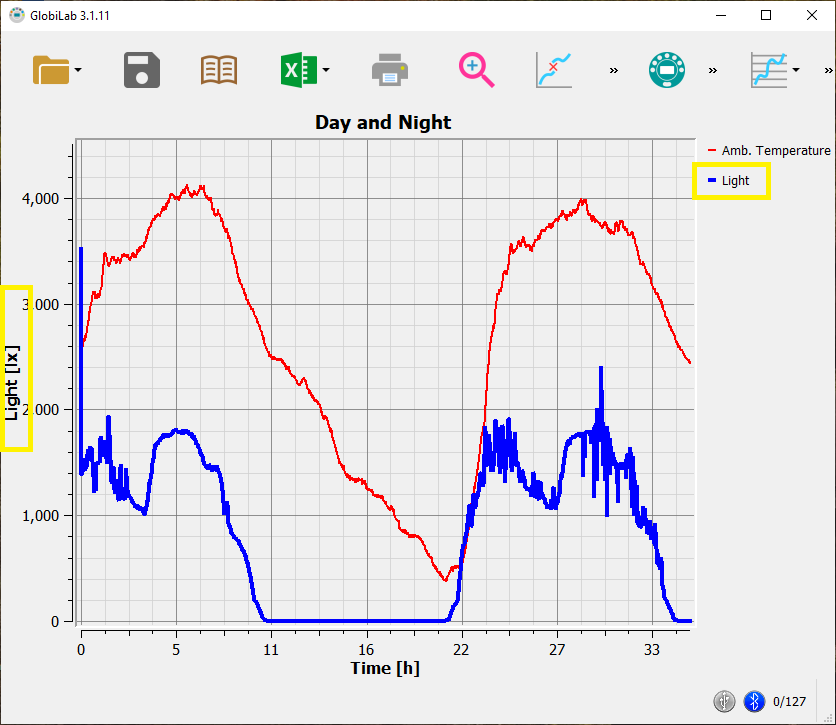 GlobiLab 3.1.11
X
»
»
»
Day and Night
Amb. Temperature
Light
4,000
3,000
2,000
1,000
0
Light [lx]
0 5 11 16 22 27 33
Time [h]
0/127